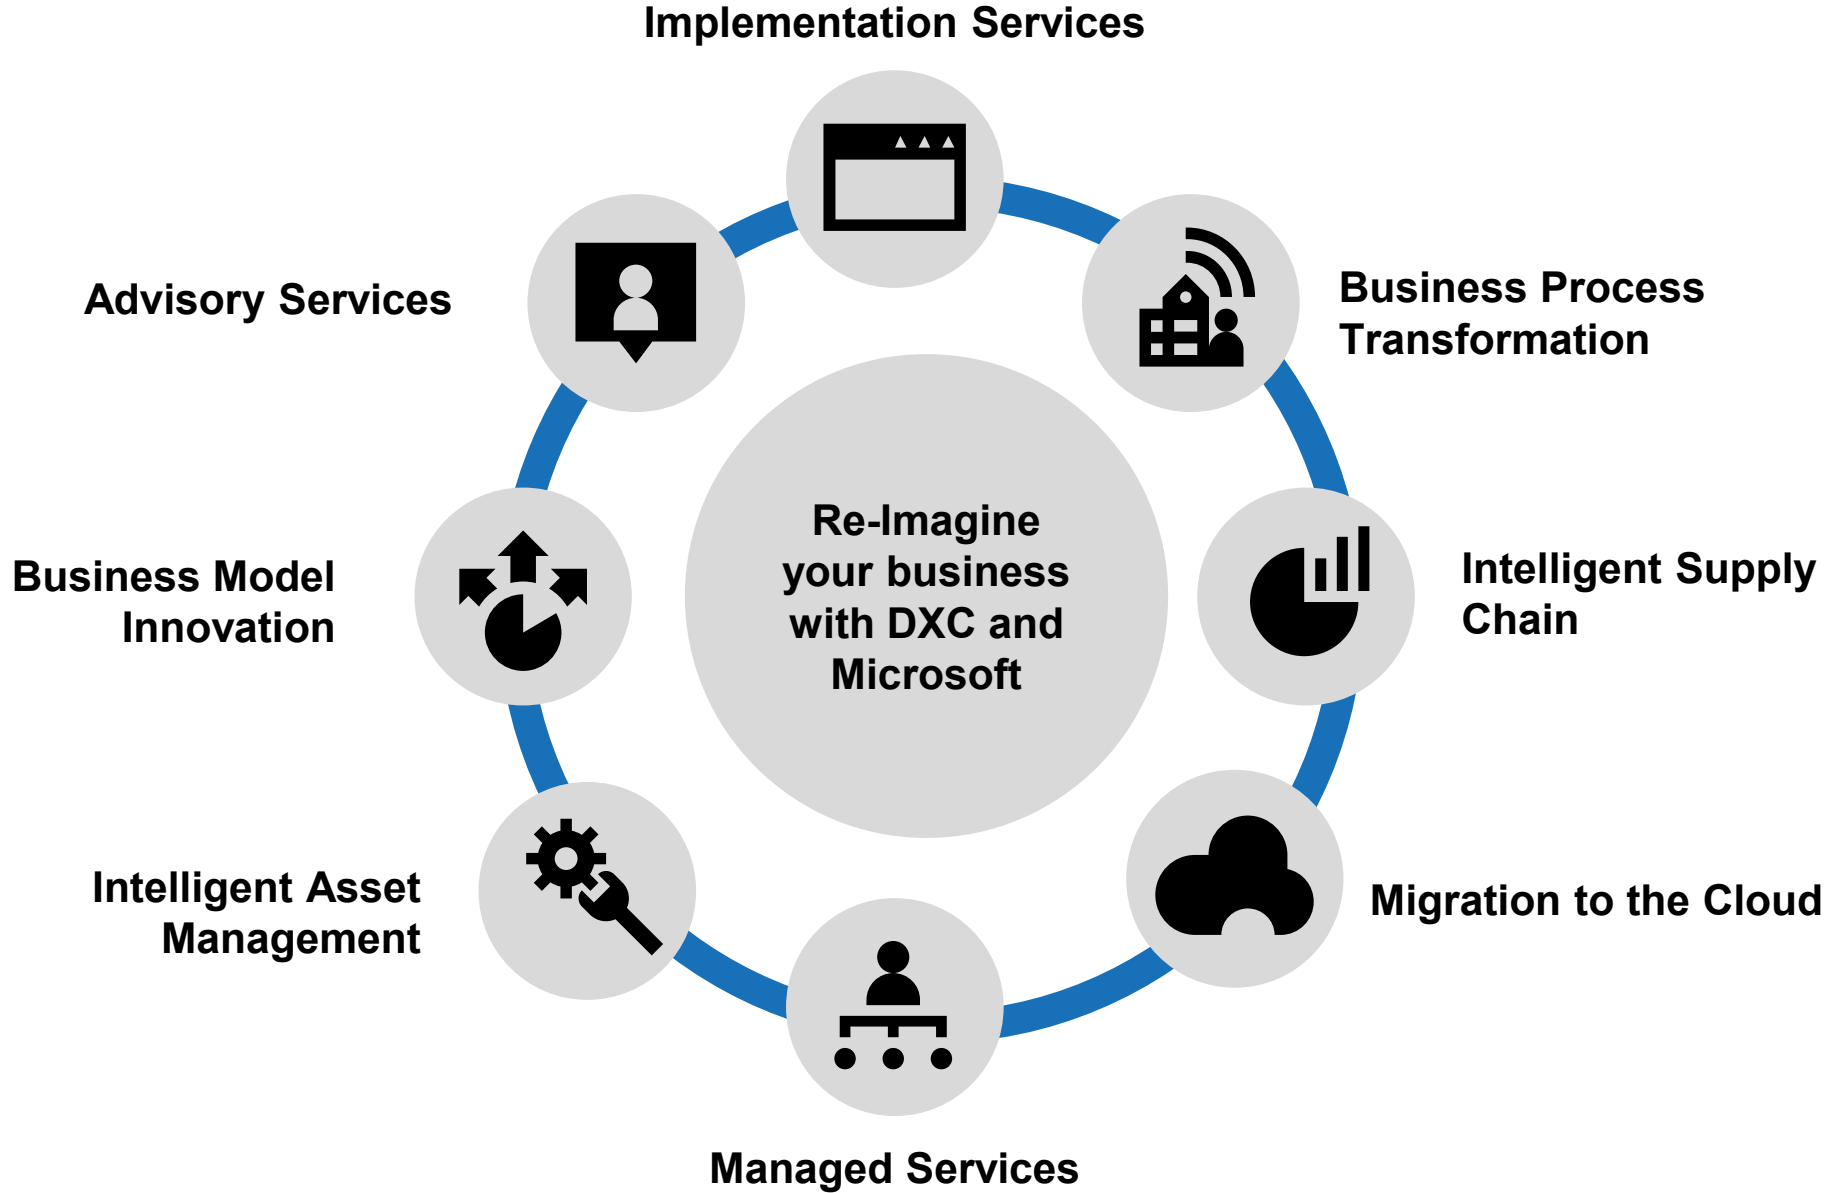 Implementation Services
Advisory Services
Business Process
Transformation
Re-Imagine
your business
with DXC and
Microsoft
Business Model
Innovation
Intelligent Supply
Chain
Intelligent Asset
Management
Migration to the Cloud
Managed Services